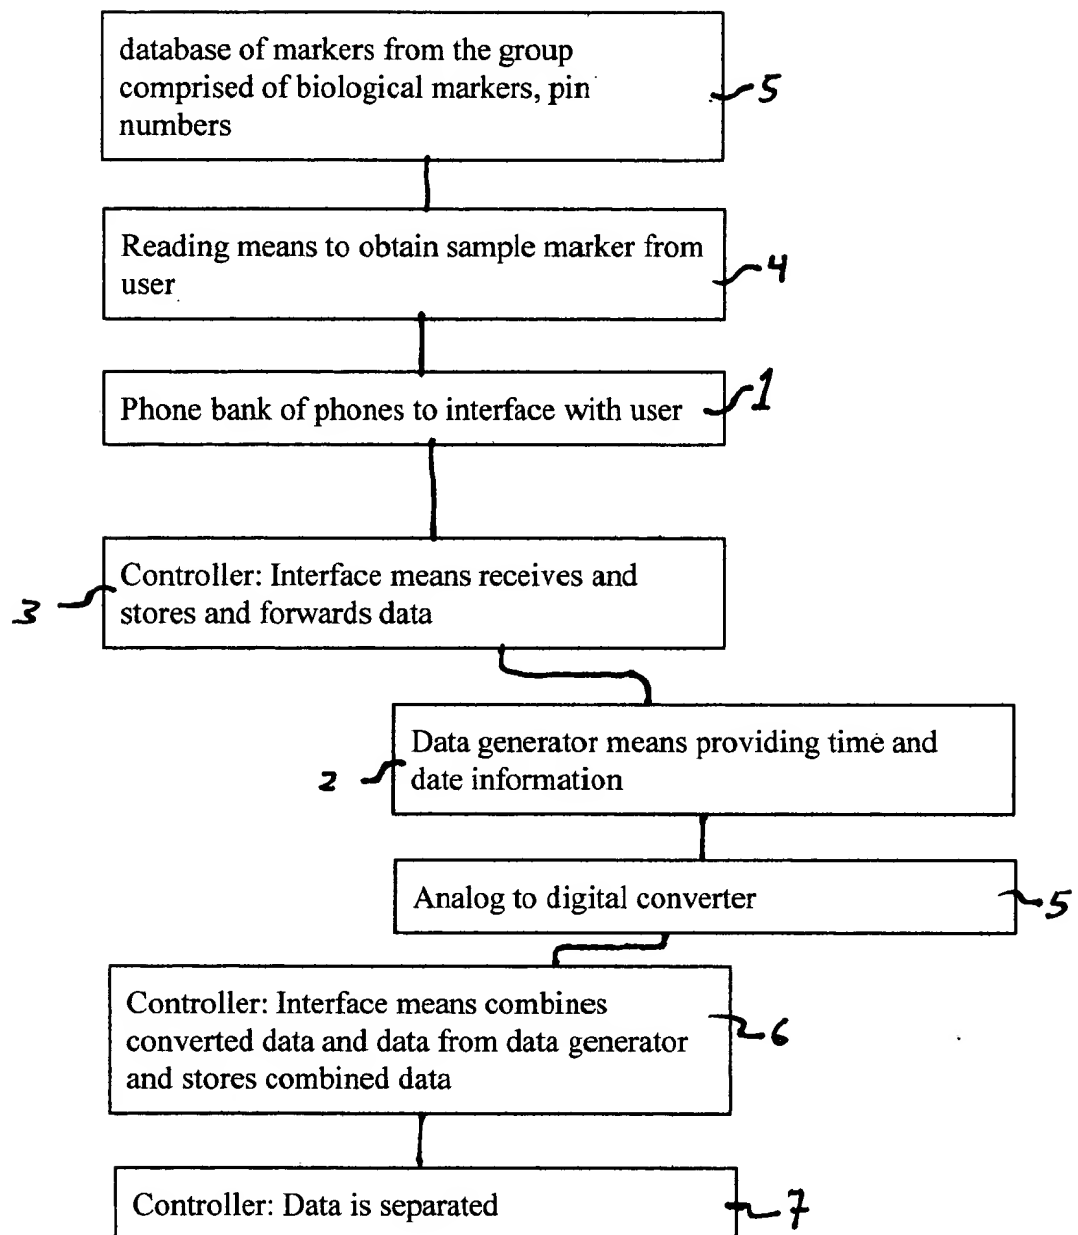 database of markers from the group
comprised of biological markers, pin
numbers
5
Reading means to obtain sample marker from
user
4
Phone bank of phones to interface with user
1
Controller: Interface means receives and
stores and forwards data
3
Data generator means providing time and
date information
2
Analog to digital converter
5
Controller: Interface means combines
converted data and data from data generator
and stores combined data
6
Controller: Data is separated
7